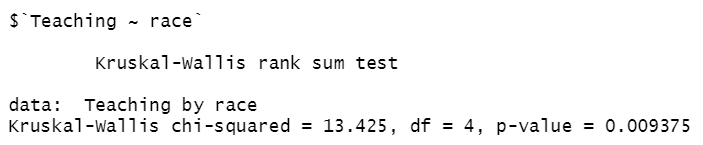 $`Teaching ~ race`
Kruskal-Wallis rank sum test
data:  Teaching by race
Kruskal-Wallis chi-squared = 13.425, df = 4, p-value = 0.009375